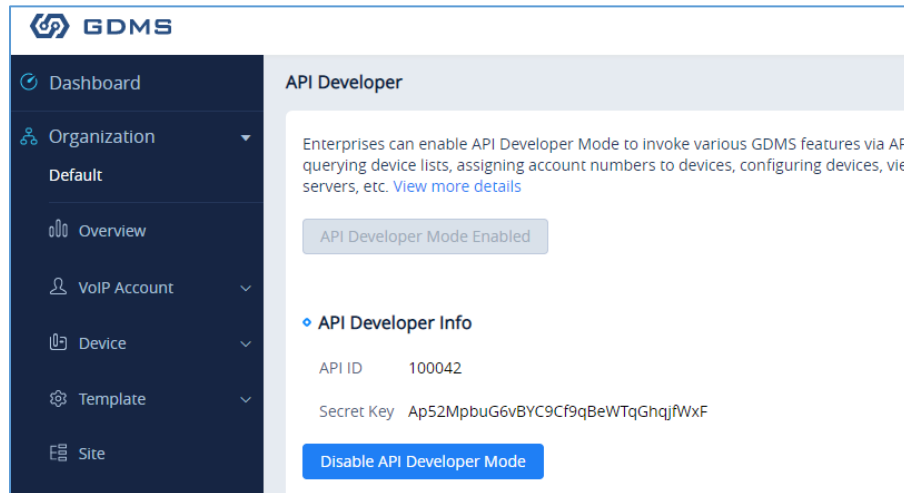 GDMS
Dashboard
Organization
Default
Overview
VoIP Account
Device
Template
Site
API Developer
Enterprises can enable API Developer Mode to invoke various GDMS features via AP
querying device lists, assigning account numbers to devices, configuring devices, vie
servers, etc. View more details
API Developer Mode Enabled
API Developer Info
API ID 100042
Secret Key Ap52MpbuG6vBYC9Cf9qBeWTqGhqjfWxF
Disable API Developer Mode